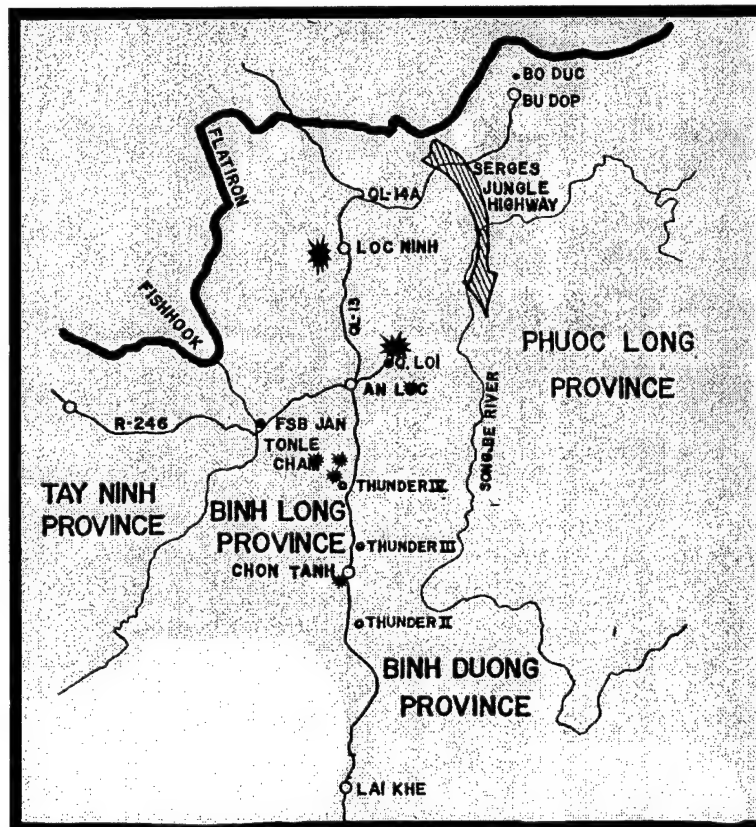 BO DUC
BU DOP
FLATIRON
SERGES
JUNGLE
HIGHWAY
QL-14A
LOC NINH
FISHHOOK
QL-13
LOI
PHUOC LONG
PROVINCE
AN LOC
R-246
FSB JAN
TONLE
CHAM
SONG BE RIVER
THUNDER IV
TAY NINH
PROVINCE
BINH LONG
PROVINCE
THUNDER III
CHON TANH
THUNDER II
BINH DUONG
PROVINCE
LAI KHE